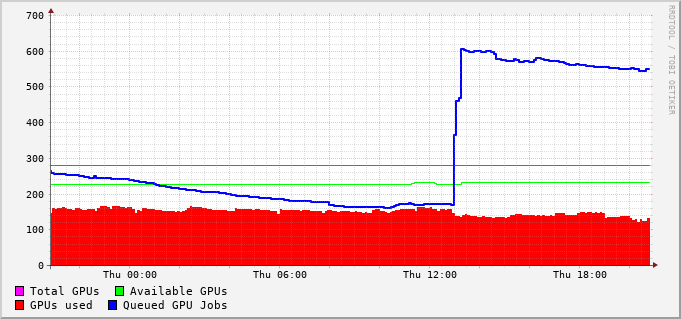 700
600
500
400
300
200
100
0
Thu 00:00 Thu 06:00 Thu 12:00 Thu 18:00
Total GPUs Available GPUs
GPUs used Queued GPU Jobs
RRDTOOL / TOBI OETIKER